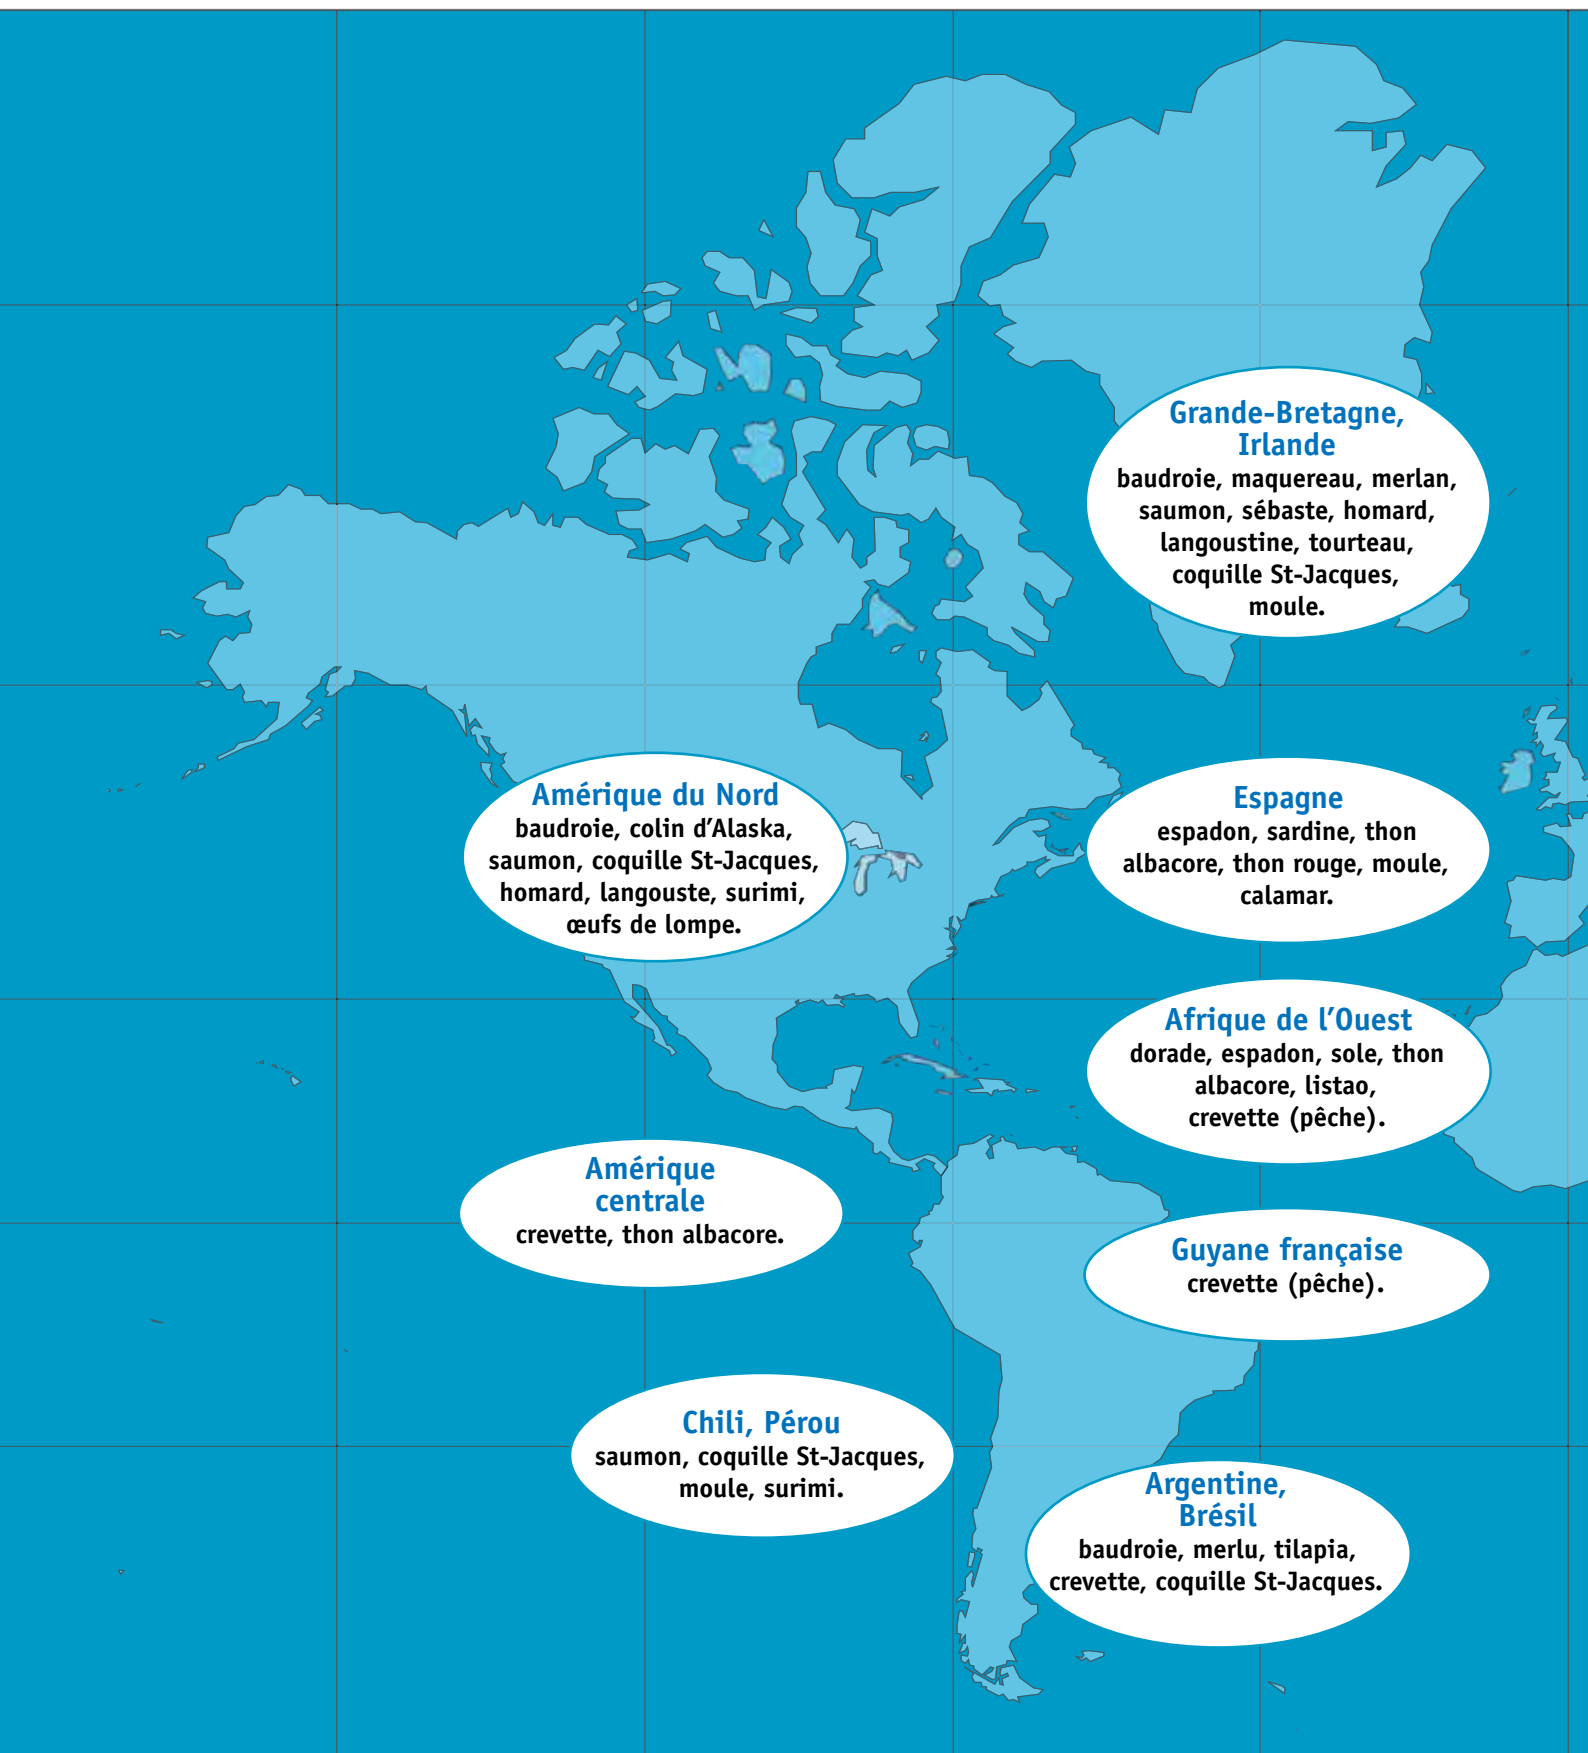 Grande-Bretagne,
Irlande
baudroie, maquereau, merlan,
saumon, sébaste, homard,
langoustine, tourteau,
coquille St-Jacques,
moule.
Amérique du Nord
baudroie, colin d'Alaska,
saumon, coquille St-Jacques,
homard, langouste, surimi,
œufs de lompe.
Espagne
espadon, sardine, thon
albacore, thon rouge, moule,
calamar.
Afrique de l'Ouest
dorade, espadon, sole, thon
albacore, listao,
crevette (pêche).
Amérique
centrale
crevette, thon albacore.
Guyane française
crevette (pêche).
Chili, Pérou
saumon, coquille St-Jacques,
moule, surimi.
Argentine,
Brésil
baudroie, merlu, tilapia,
crevette, coquille St-Jacques.